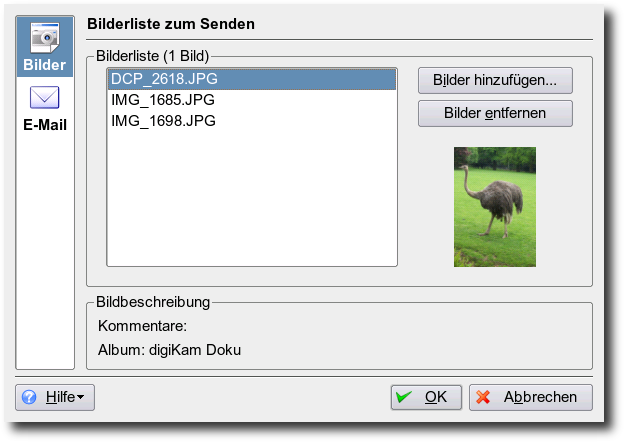 Bilder
E-Mail
Bilderliste zum Senden
Bilderliste (1 Bild)
DCP_2618.JPG
IMG_1685.JPG
IMG_1698.JPG
Bilder hinzufügen...
Bilder entfernen
Bildbeschreibung
Kommentare:
Album: digiKam Doku
Hilfe
OK
Abbrechen